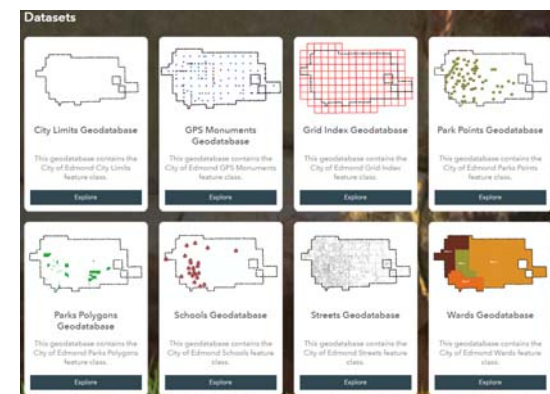 Datasets
City Limits Geodatabase
This geodatabase contains the
City of Edmond City Limits
feature class.
Explore
GPS Monuments
Geodatabase
This geodatabase contains the
City of Edmond GPS Monuments
feature class.
Explore
Grid Index Geodatabase
This geodatabase contains the
City of Edmond Grid Index
feature class.
Explore
Park Points Geodatabase
This geodatabase contains the
City of Edmond Parks Points
feature class.
Explore
Parks Polygons
Geodatabase
This geodatabase contains the
City of Edmond Parks Polygons
feature class.
Explore
Schools Geodatabase
This geodatabase contains the
City of Edmond Schools feature
class.
Explore
Streets Geodatabase
This geodatabase contains the
City of Edmond Streets feature
class.
Explore
Wards Geodatabase
This geodatabase contains the
City of Edmond Wards feature
class.
Explore